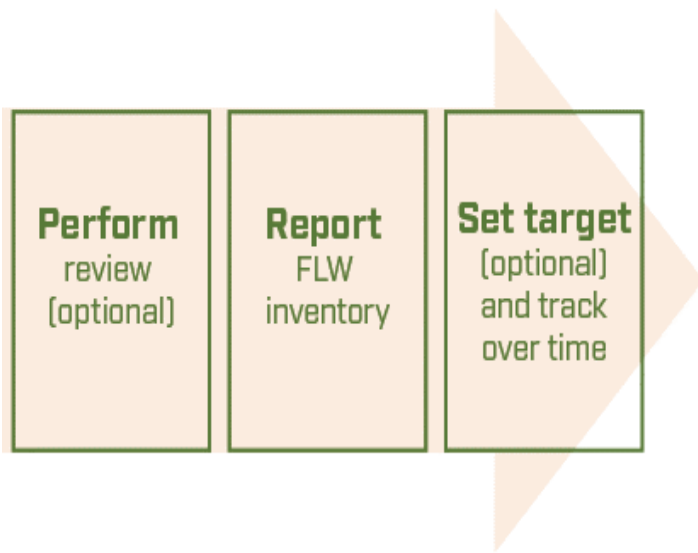 Perform
review
(optional)
Report
FLW
inventory
Set target
(optional)
and track
over time